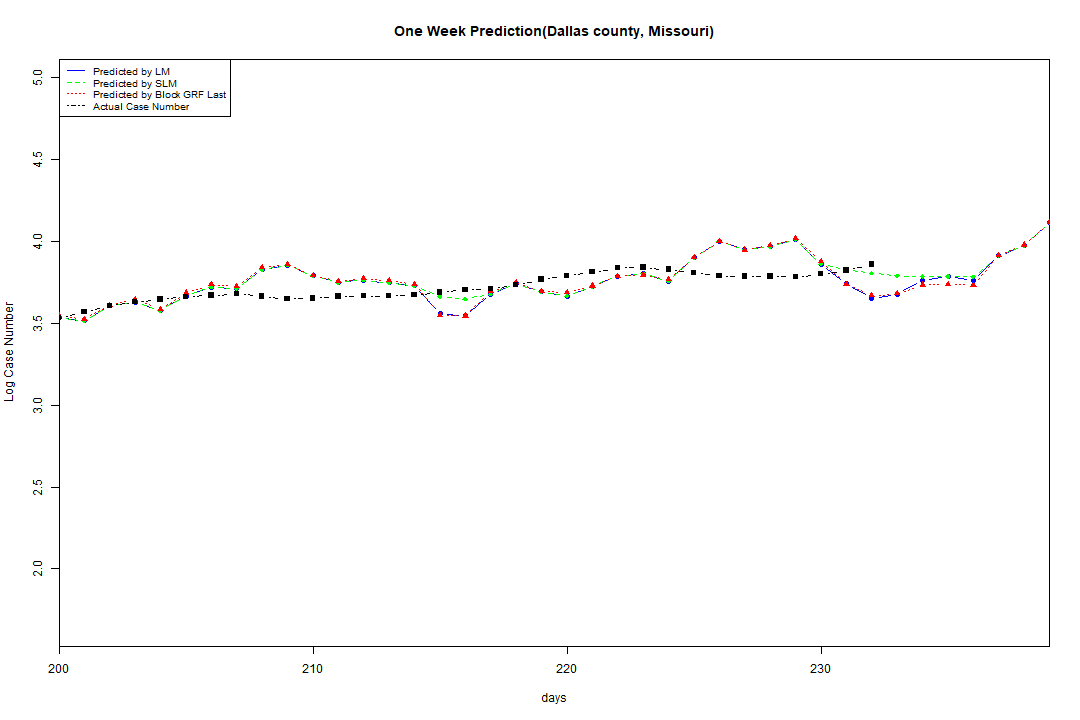 One Week Prediction(Dallas county, Missouri)
Predicted by LM
Predicted by SLM
Predicted by Block GRF Last
Actual Case Number
5.0
4.5
4.0
3.5
3.0
2.5
2.0
Log Case Number
200
210
220
230
days